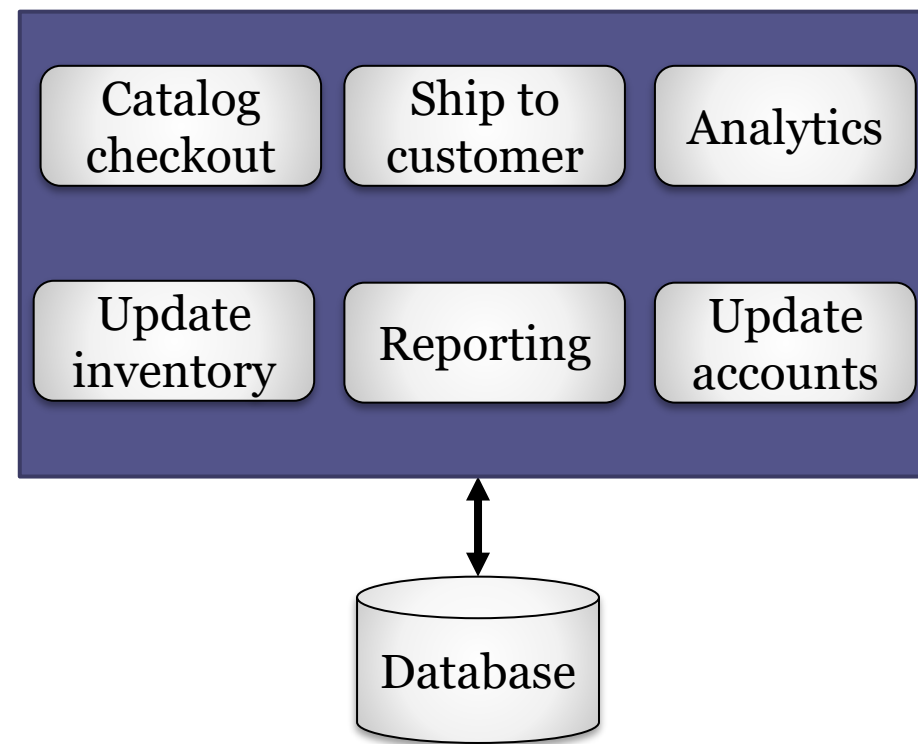 Catalog
checkout
Ship to
customer
Analytics
Update
inventory
Reporting
Update
accounts
Database